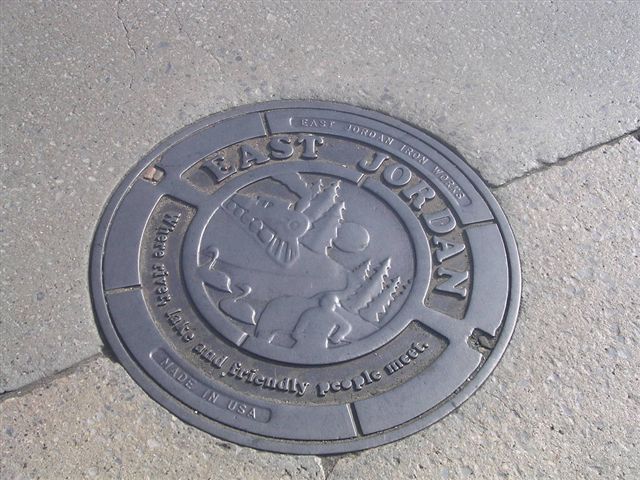 EAST JORDAN IRON WORKS
EAST JORDAN
Where river, lake and friendly people meet.
MADE IN USA